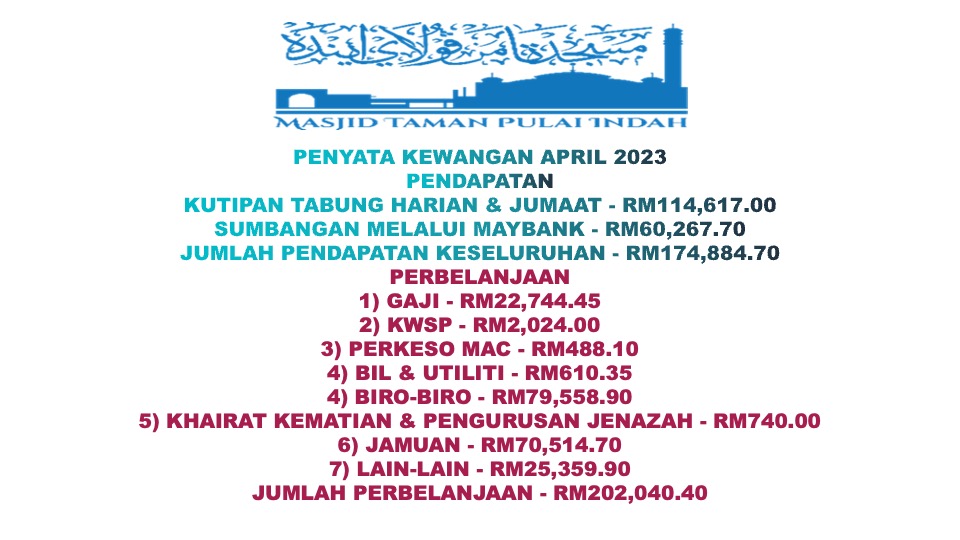 مسجد تامن ڤولاي اينده
MASJID TAMAN PULAI INDAH
PENYATA KEWANGAN APRIL 2023
PENDAPATAN
KUTIPAN TABUNG HARIAN & JUMAAT - RM114,617.00
SUMBANGAN MELALUI MAYBANK - RM60,267.70
JUMLAH PENDAPATAN KESELURUHAN - RM174,884.70
PERBELANJAAN
1) GAJI - RM22,744.45
2) KWSP - RM2,024.00
3) PERKESO MAC - RM488.10
4) BIL & UTILITI - RM610.35
4) BIRO-BIRO - RM79,558.90
5) KHAIRAT KEMATIAN & PENGURUSAN JENAZAH - RM740.00
6) JAMUAN - RM70,514.70
7) LAIN-LAIN - RM25,359.90
JUMLAH PERBELANJAAN - RM202,040.40